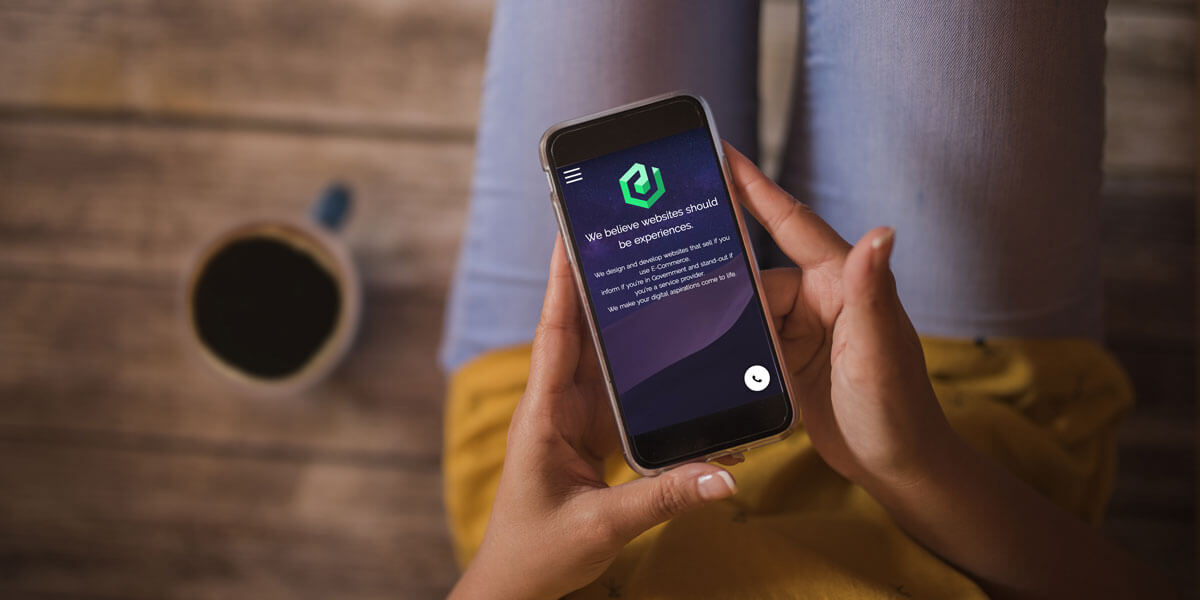 We believe websites should
be experiences.
We design and develop websites that sell if you
use E-Commerce.
inform if you're in Government and stand-out if
you're a service provider.
We make your digital aspirations come to life.